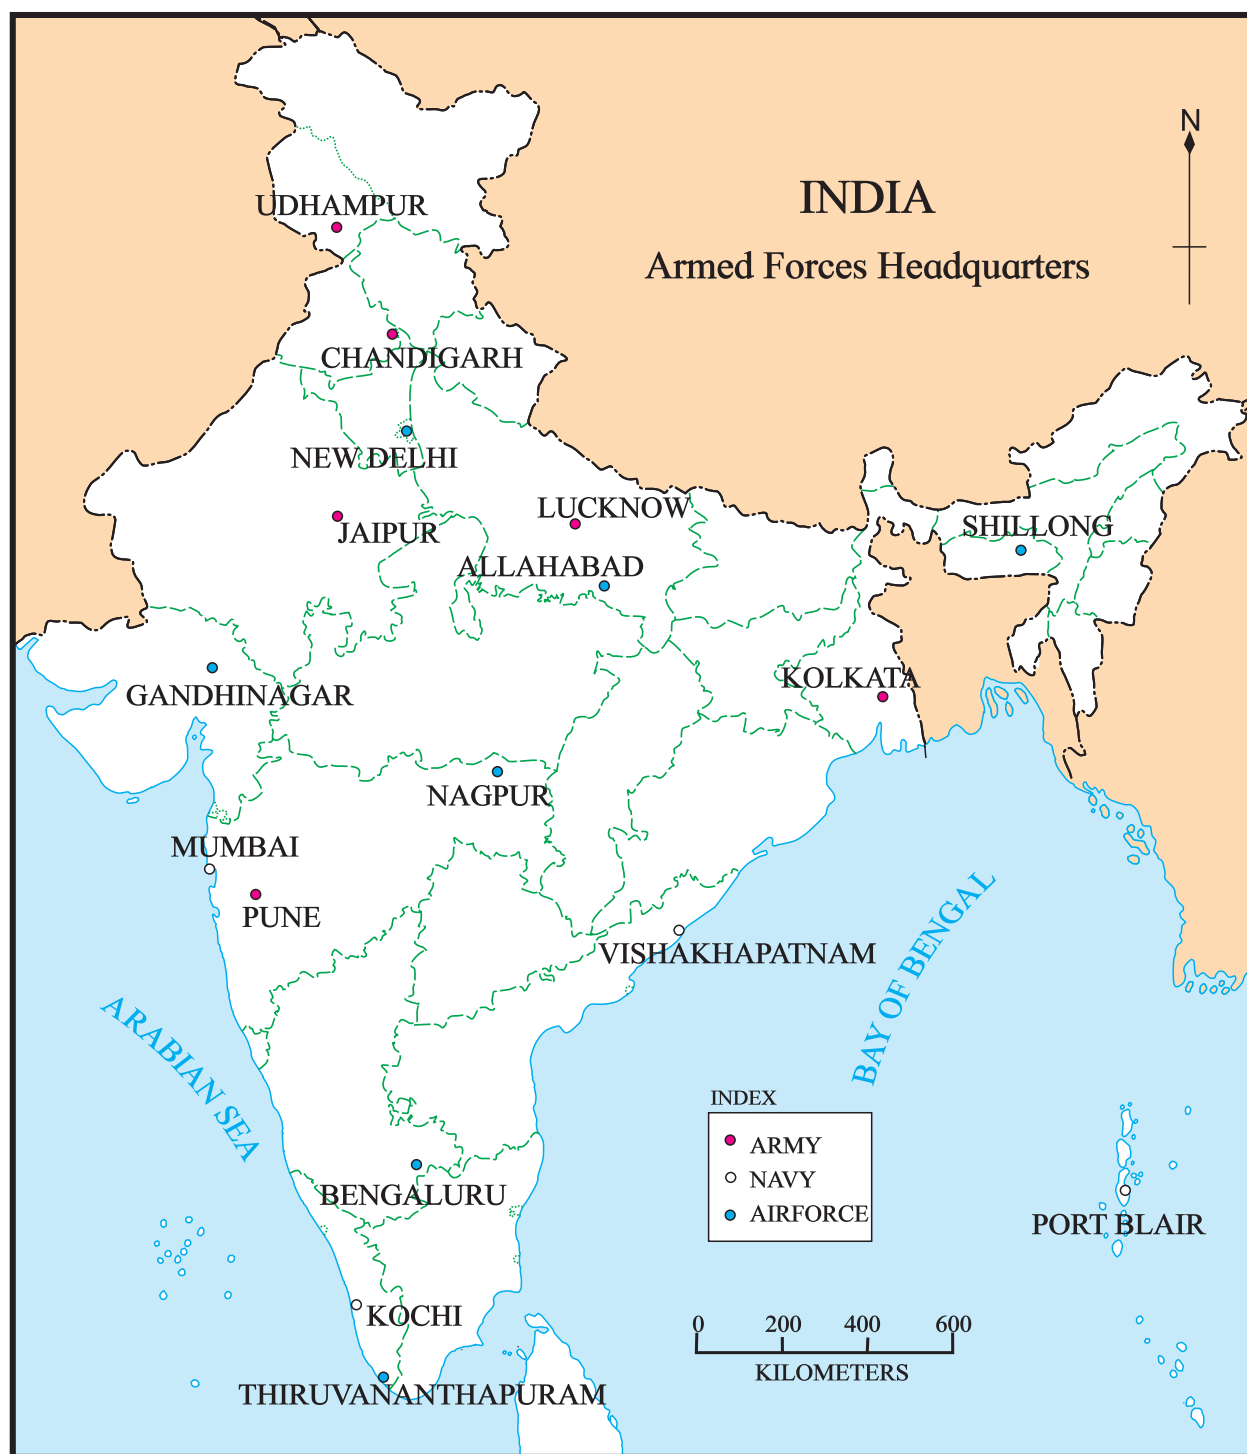 N
INDIA
Armed Forces Headquarters
UDHAMPUR
CHANDIGARH
NEW DELHI
LUCKNOW
JAIPUR
SHILLONG
ALLAHABAD
KOLKATA
GANDHINAGAR
NAGPUR
MUMBAI
PUNE
VISHAKHAPATNAM
BAY OF BENGAL
ARABIAN SEA
INDEX
ARMY
NAVY
AIRFORCE
BENGALURU
PORT BLAIR
KOCHI
0 200 400 600
KILOMETERS
THIRUVANANTHAPURAM